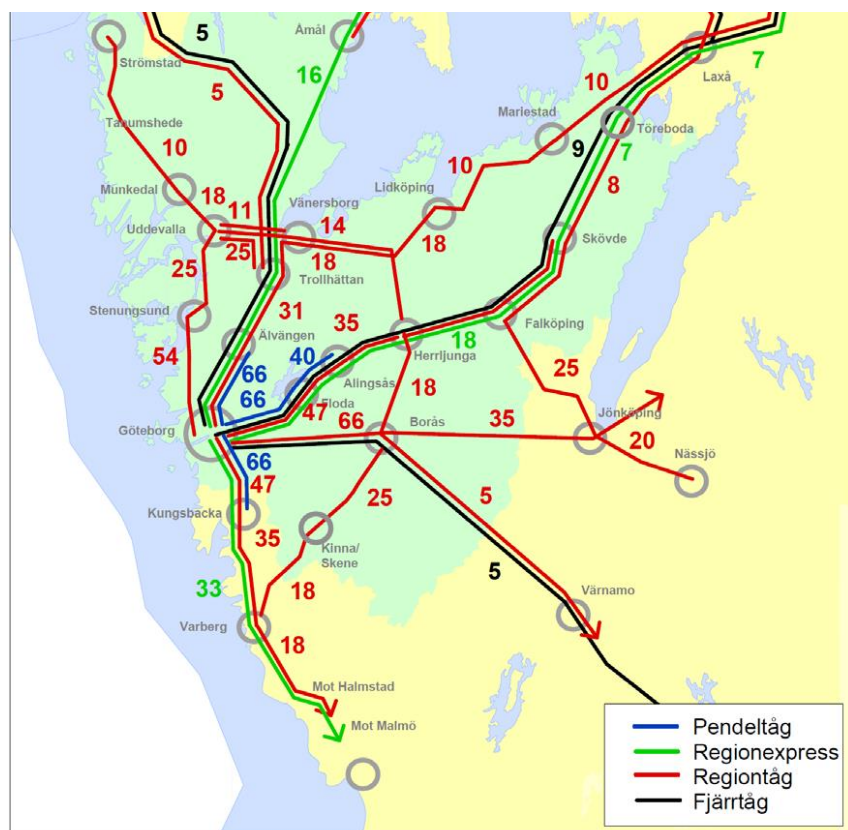 5
Åmål
7
Strömstad
Laxå
16
5
10
Mariestad
Töreboda
Tanumshede
9
7
10
10
8
Munkedal
18
11
Vänersborg
14
Lidköping
Uddevalla
25
18
18
Skövde
25
Trollhättan
31
Stenungsund
35
Älvängen
18
Falköping
54
66
40
Herrljunga
Alingsås
25
66
Floda
18
47
66
Borås
35
Jönköping
Göteborg
20
66
Nässjö
47
25
5
Kungsbacka
35
Kinna/
Skene
5
33
18
Värnamo
Varberg
18
Mot Halmstad
Mot Malmö
Pendeltåg
Regionexpress
Regiontåg
Fjärrtåg